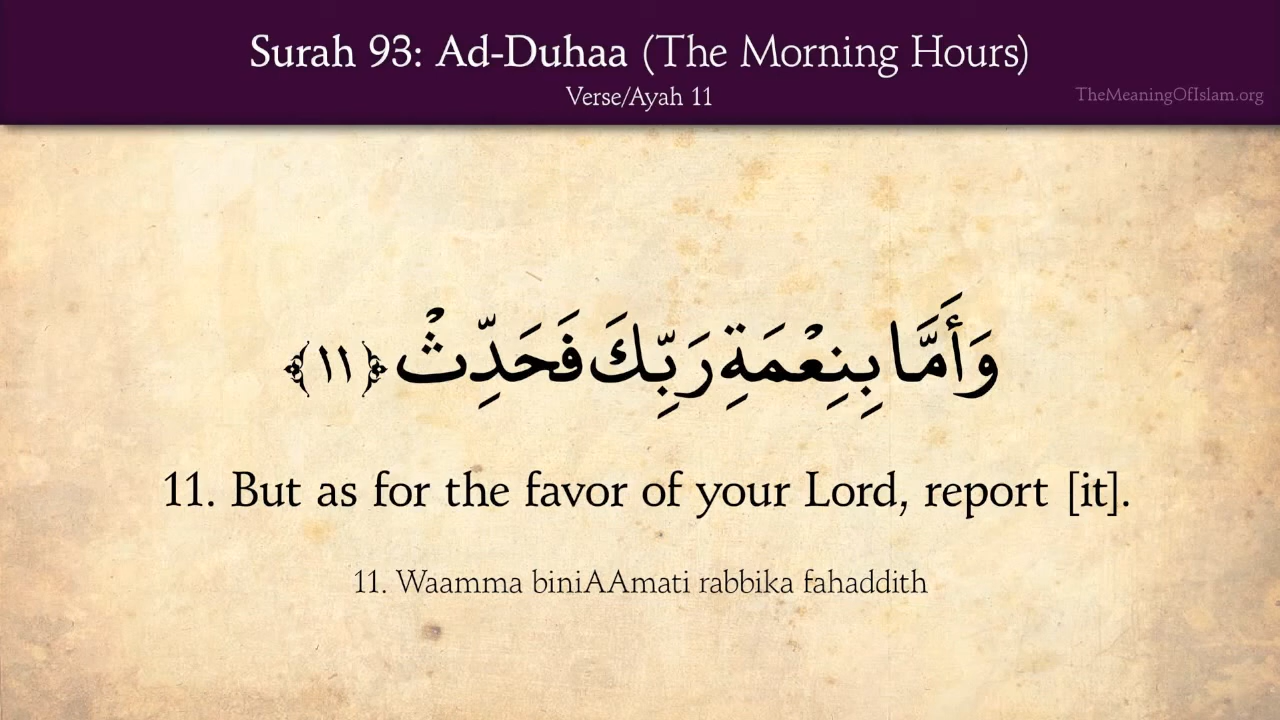 Surah 93: Ad-Duhaa (The Morning Hours)
Verse/Ayah 11
TheMeaningOfIslam.org
وَأَمَّا بِنِعْمَةِ رَبِّكَ فَحَدِّثْ ﴿١١﴾
11. But as for the favor of your Lord, report [it].
11. Waamma biniAAmati rabbika fahaddith